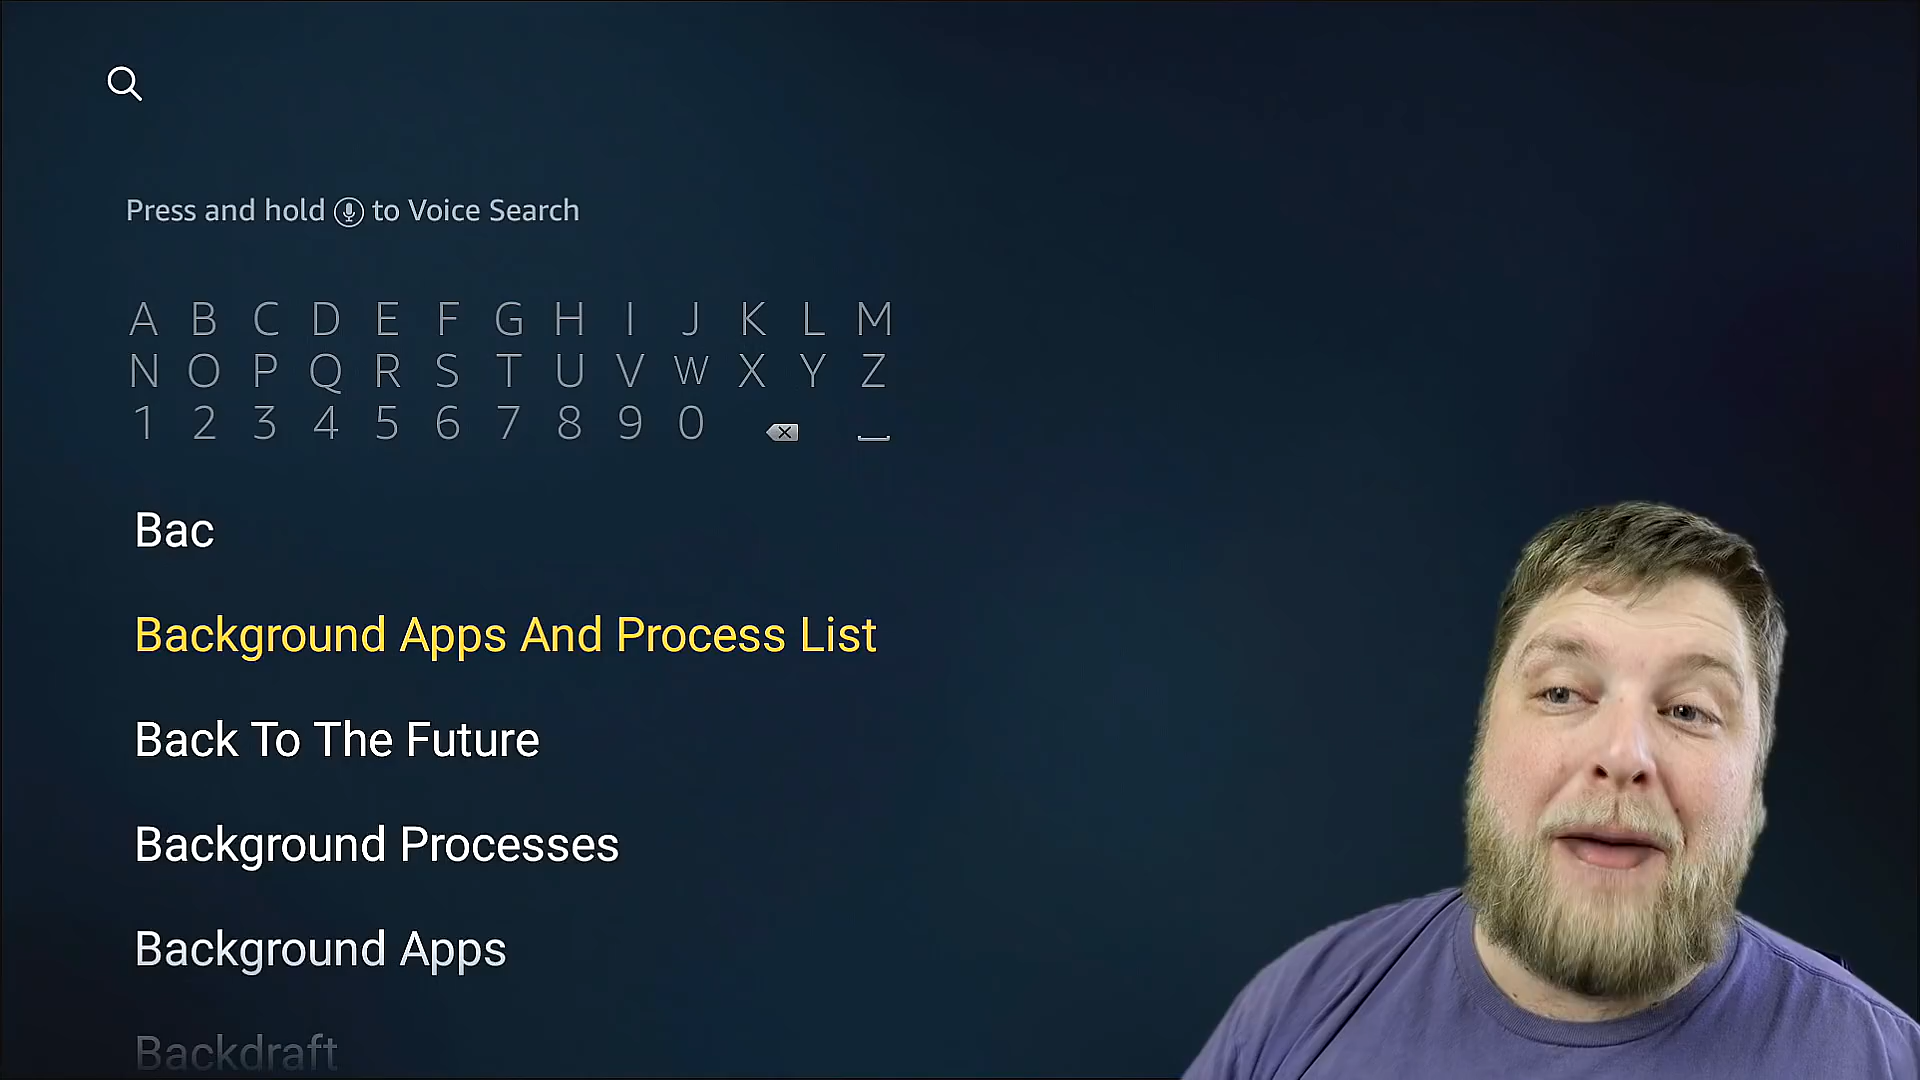 Press and hold to Voice Search
A B C D E F G H I J K L M
N O P Q R S T U V W X Y Z
1 2 3 4 5 6 7 8 9 0
Bac
Background Apps And Process List
Back To The Future
Background Processes
Background Apps
Backdraft